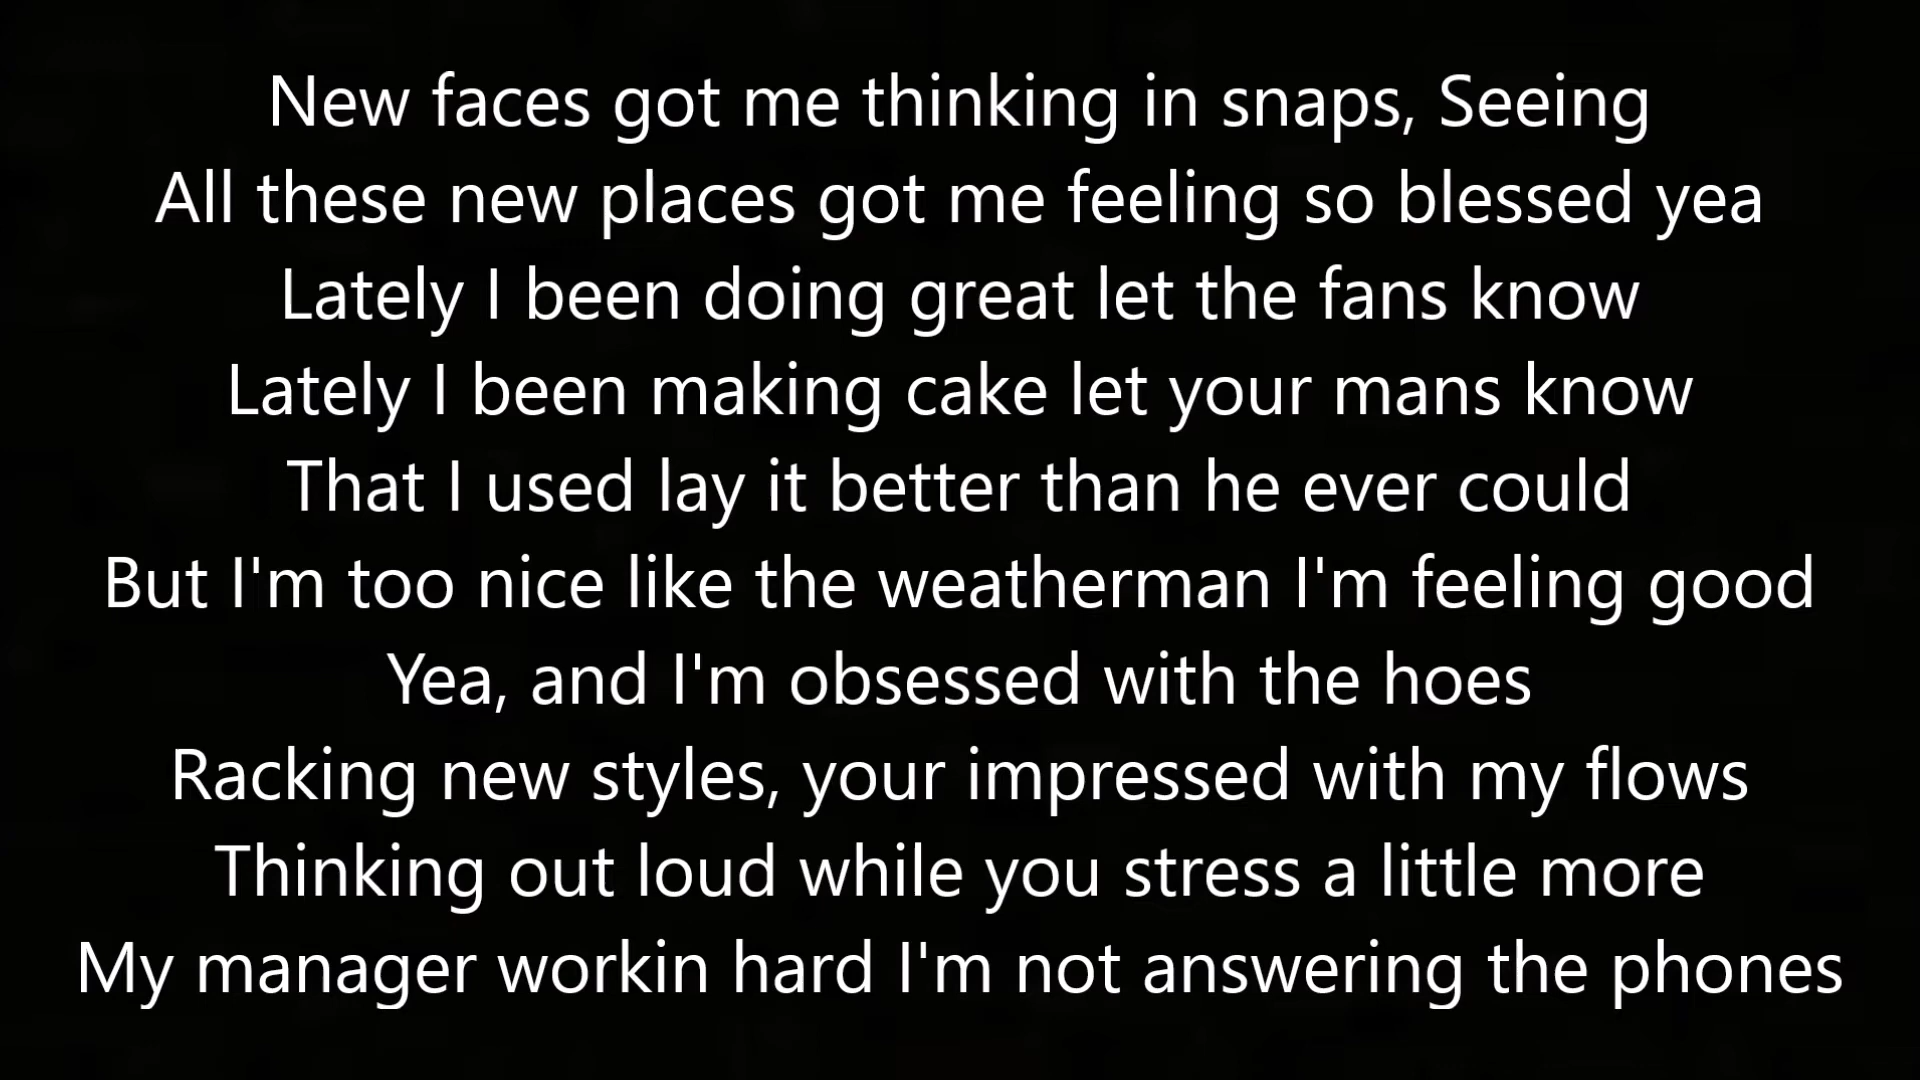 New faces got me thinking in snaps, Seeing
All these new places got me feeling so blessed yea
Lately I been doing great let the fans know
Lately I been making cake let your mans know
That I used lay it better than he ever could
But I'm too nice like the weatherman I'm feeling good
Yea, and I'm obsessed with the hoes
Racking new styles, your impressed with my flows
Thinking out loud while you stress a little more
My manager workin hard I'm not answering the phones